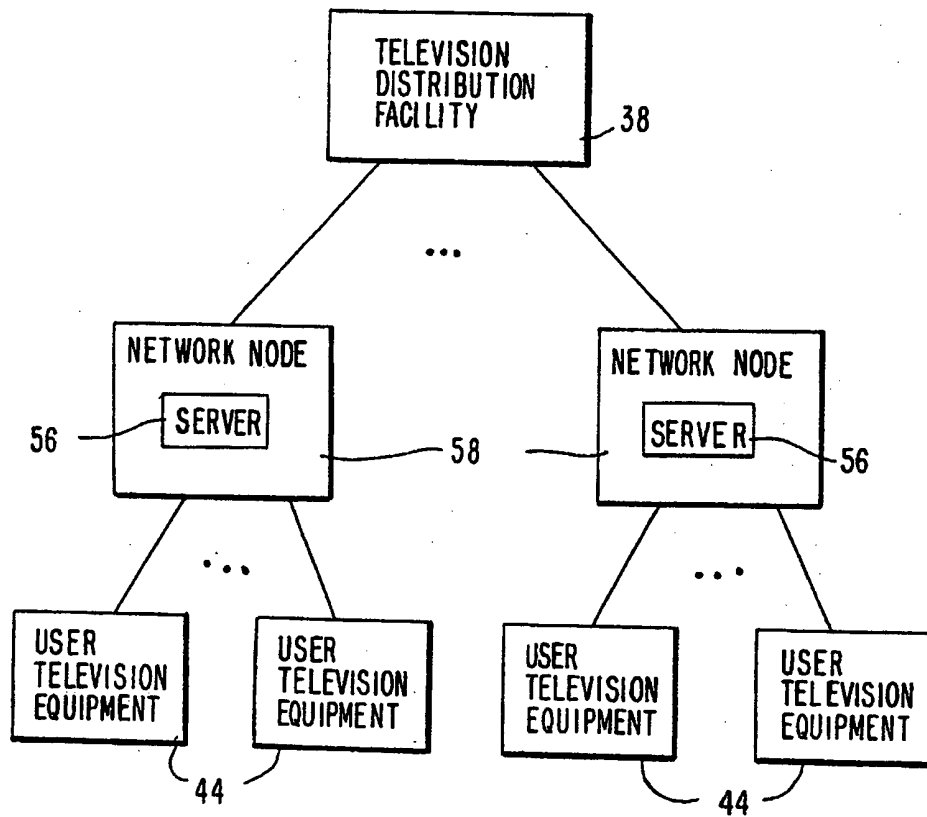 TELEVISION
DISTRIBUTION
FACILITY
38
...
NETWORK NODE
SERVER
56
58
NETWORK NODE
SERVER
56
...
...
USER
TELEVISION
EQUIPMENT
USER
TELEVISION
EQUIPMENT
44
USER
TELEVISION
EQUIPMENT
USER
TELEVISION
EQUIPMENT
44